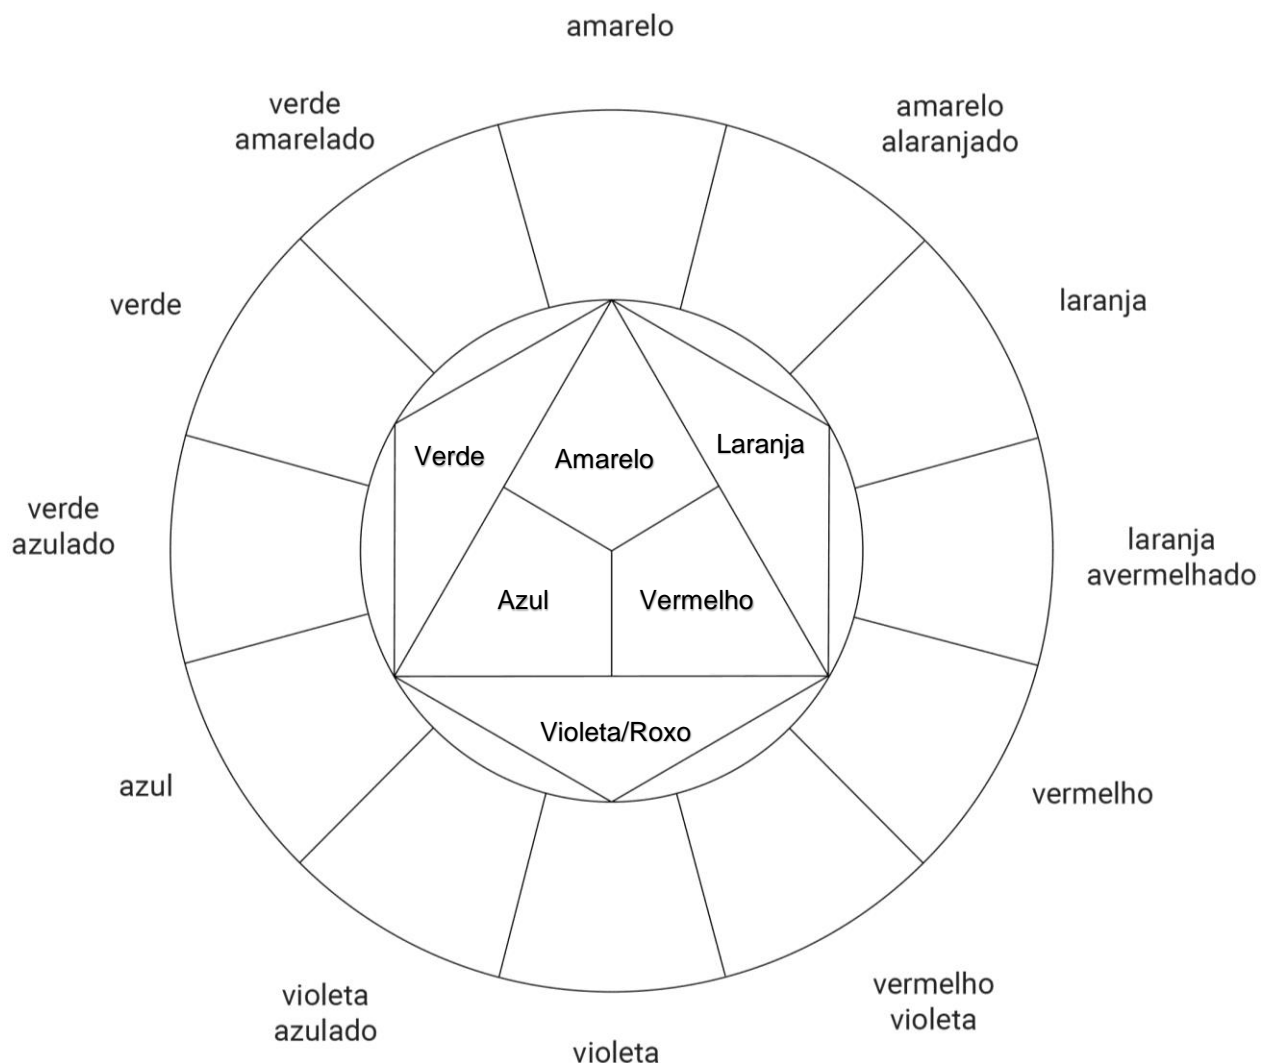 amarelo
verde
amarelado
amarelo
alaranjado
verde
laranja
Verde
Amarelo
Laranja
verde
azulado
laranja
avermelhado
Azul
Vermelho
Violeta/Roxo
azul
vermelho
violeta
azulado
vermelho
violeta
violeta